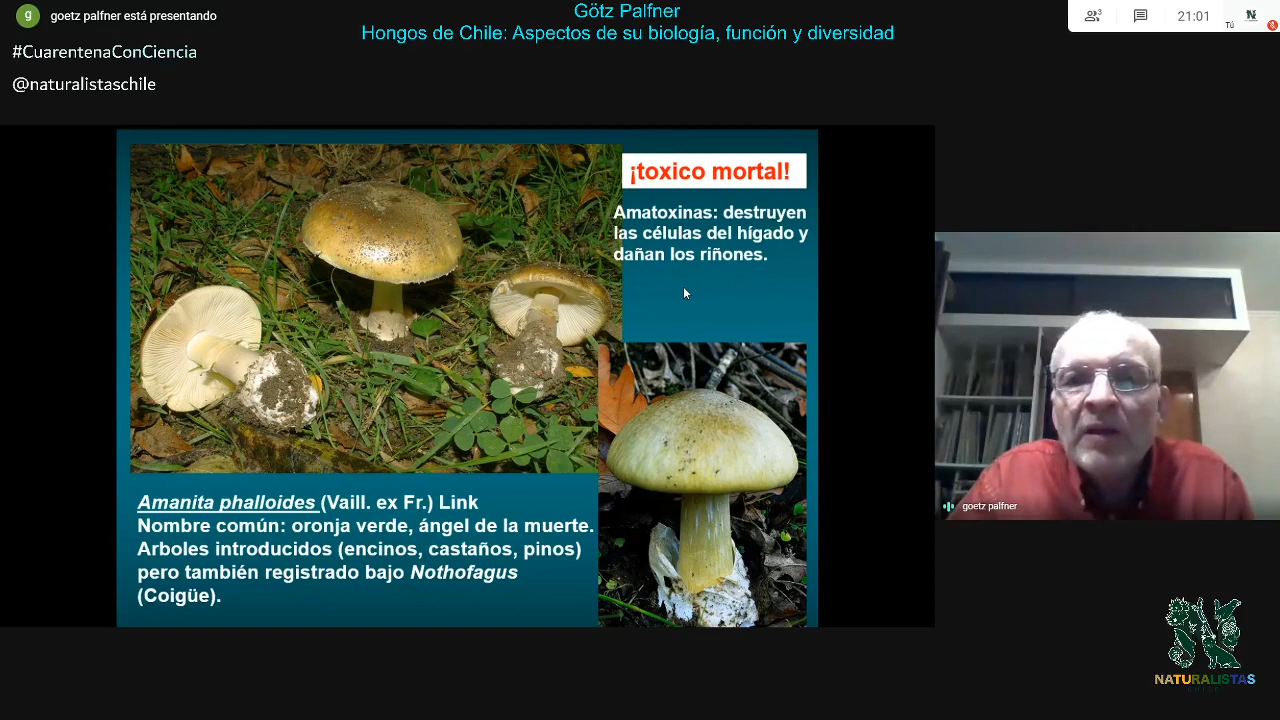 g
goetz palfner está presentando
Götz Palfner
Hongos de Chile: Aspectos de su biología, función y diversidad
3
21:01
Tú
N
#CuarentenaConCiencia
@naturalistaschile
¡toxico mortal!
Amatoxinas: destruyen
las células del hígado y
dañan los riñones.
Amanita phalloides (Vaill. ex Fr.) Link
Nombre común: oronja verde, ángel de la muerte.
Arboles introducidos (encinos, castaños, pinos)
pero también registrado bajo Nothofagus
(Coigüe).
goetz palfner
NATURALISTAS
CHILE